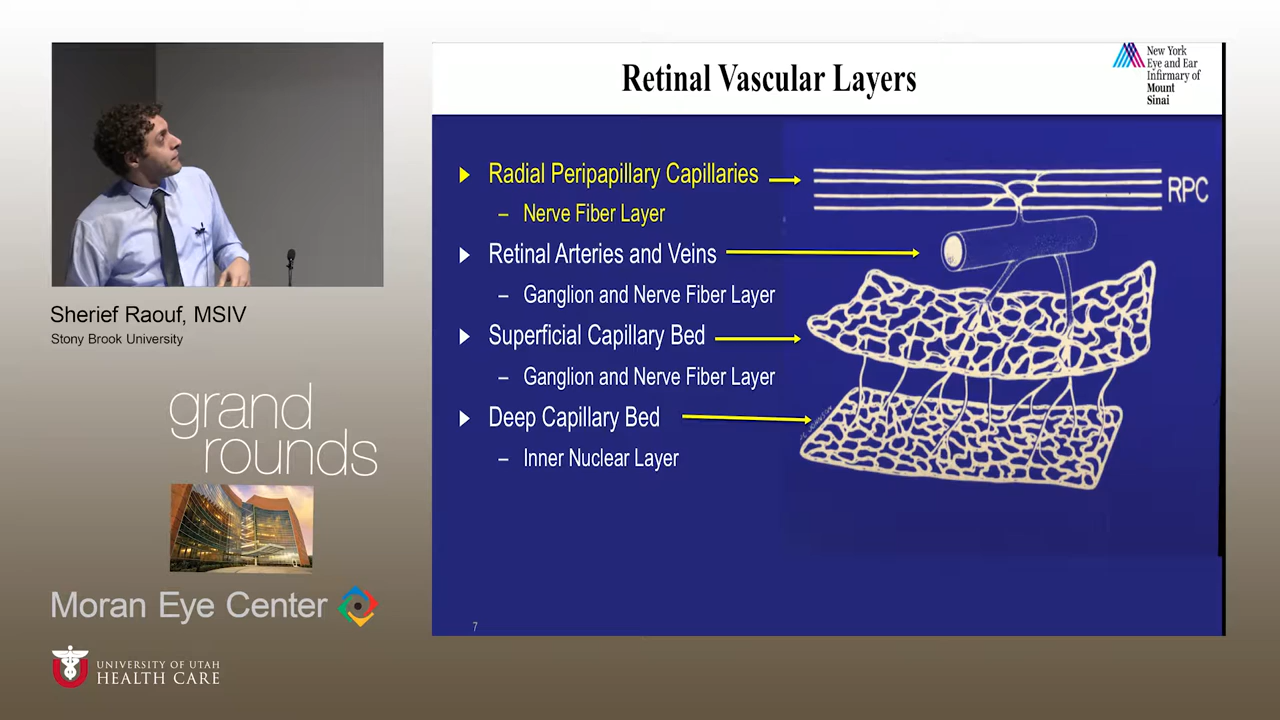 Retinal Vascular Layers
New York
Eye and Ear
Infirmary of
Mount
Sinai
Radial Peripapillary Capillaries
– Nerve Fiber Layer
Retinal Arteries and Veins
– Ganglion and Nerve Fiber Layer
Superficial Capillary Bed
– Ganglion and Nerve Fiber Layer
Deep Capillary Bed
– Inner Nuclear Layer
RPC
7
Sherief Raouf, MSIV
Stony Brook University
grand
rounds
Moran Eye Center
UNIVERSITY OF UTAH
HEALTH CARE